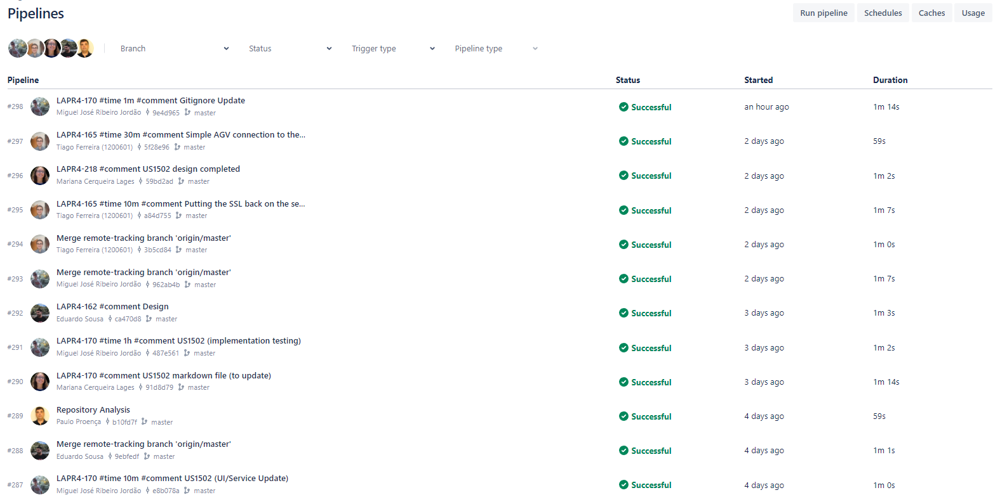 Pipelines
Run pipeline Schedules Caches Usage
Branch Status Trigger type Pipeline type
Pipeline Status Started Duration
#298 LAPR4-170 #time 1m #comment Gitignore Update Successful an hour ago 1m 14s
Miguel José Ribeiro Jordão 9e4d965 master
#297 LAPR4-165 #time 30m #comment Simple AGV connection to the... Successful 2 days ago 59s
Tiago Ferreira (1200601) 5f28e96 master
#296 LAPR4-218 #comment US1502 design completed Successful 2 days ago 1m 2s
Mariana Cerqueira Lages 59bd2ad master
#295 LAPR4-165 #time 10m #comment Putting the SSL back on the se... Successful 2 days ago 1m 7s
Tiago Ferreira (1200601) a84d755 master
#294 Merge remote-tracking branch 'origin/master' Successful 2 days ago 1m 0s
Tiago Ferreira (1200601) 3b5cd84 master
#293 Merge remote-tracking branch 'origin/master' Successful 2 days ago 1m 7s
Miguel José Ribeiro Jordão 962ab4b master
#292 LAPR4-162 #comment Design Successful 3 days ago 1m 3s
Eduardo Sousa ca470d8 master
#291 LAPR4-170 #time 1h #comment US1502 (implementation testing) Successful 3 days ago 1m 2s
Miguel José Ribeiro Jordão 487e561 master
#290 LAPR4-170 #comment US1502 markdown file (to update) Successful 3 days ago 1m 14s
Mariana Cerqueira Lages 91d8d79 master
#289 Repository Analysis Successful 4 days ago 59s
Paulo Proença b10fd7f master
#288 Merge remote-tracking branch 'origin/master' Successful 4 days ago 1m 1s
Eduardo Sousa 9ebfedf master
#287 LAPR4-170 #time 10m #comment US1502 (UI/Service Update) Successful 4 days ago 1m 0s
Miguel José Ribeiro Jordão e8b078a master